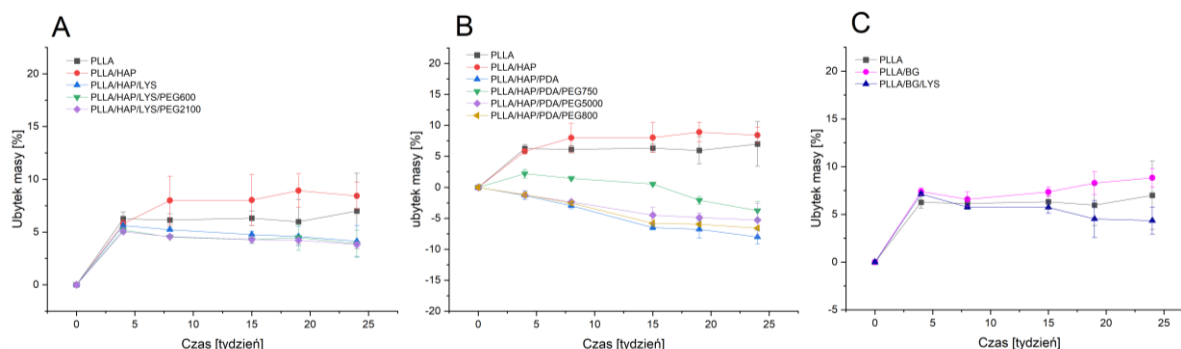 A
Ubytek masy [%]
20
15
10
5
0
PLLA
PLLA/HAP
PLLA/HAP/LYS
PLLA/HAP/LYS/PEG600
PLLA/HAP/LYS/PEG2100
0 5 10 15 20 25
Czas [tydzień]
B
Ubytek masy [%]
25
20
15
10
5
0
-5
-10
-15
-20
PLLA
PLLA/HAP
PLLA/HAP/PDA
PLLA/HAP/PDA/PEG750
PLLA/HAP/PDA/PEG5000
PLLA/HAP/PDA/PEG800
0 5 10 15 20 25
Czas [tydzień]
C
Ubytek masy [%]
20
15
10
5
0
-5
PLLA
PLLA/BG
PLLA/BG/LYS
0 5 10 15 20 25
Czas [tydzień]